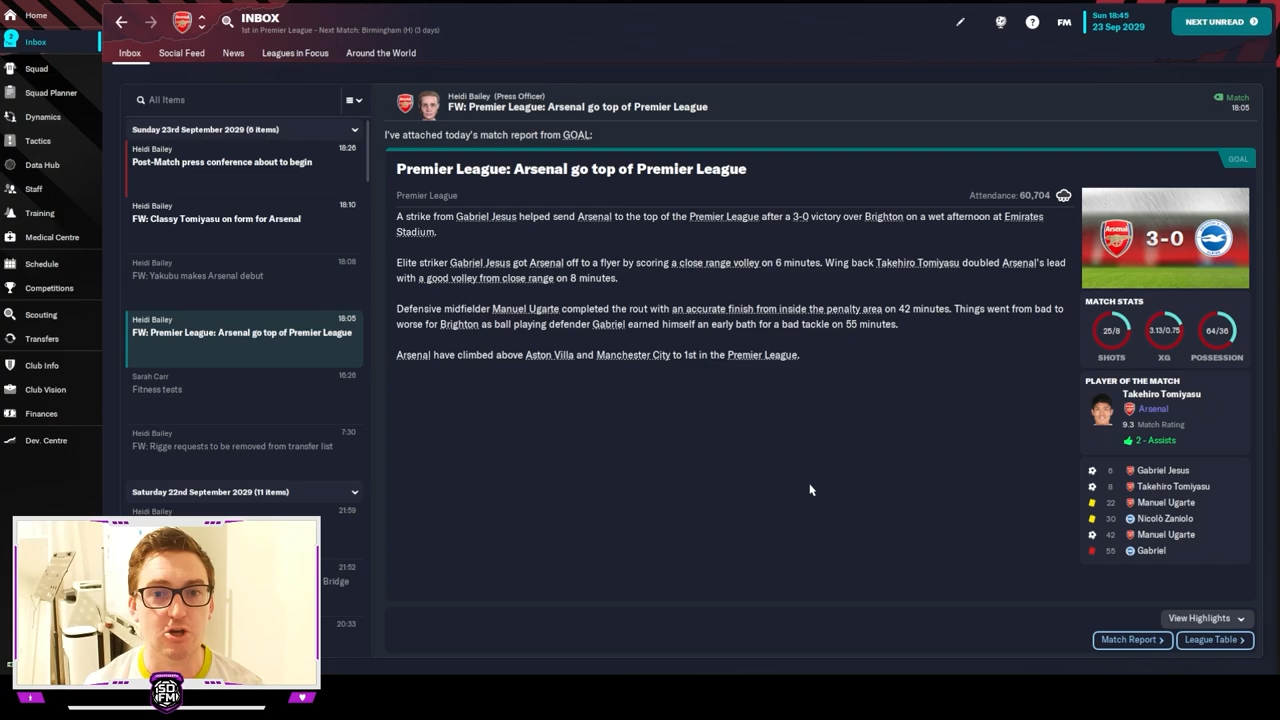 Home
2
Inbox
Squad
Squad Planner
Dynamics
Tactics
Data Hub
Staff
Training
Medical Centre
Schedule
Competitions
Scouting
Transfers
Club Info
Club Vision
Finances
Dev. Centre
INBOX
1st in Premier League - Next Match: Birmingham (H) (3 days)
FM
Sun 18:45
23 Sep 2029
NEXT UNREAD
Inbox
Social Feed
News
Leagues in Focus
Around the World
All Items
Sunday 23rd September 2029 (6 items)
Heidi Bailey 18:26
Post-Match press conference about to begin
Heidi Bailey 18:10
FW: Classy Tomiyasu on form for Arsenal
Heidi Bailey 18:08
FW: Yakubu makes Arsenal debut
Heidi Bailey 18:05
FW: Premier League: Arsenal go top of Premier League
Sarah Carr 16:26
Fitness tests
Heidi Bailey 7:30
FW: Rigge requests to be removed from transfer list
Saturday 22nd September 2029 (11 items)
Heidi Bailey 21:59
21:52
Bridge
20:33
Heidi Bailey (Press Officer)
FW: Premier League: Arsenal go top of Premier League
Match
18:05
I've attached today's match report from GOAL:
GOAL
Premier League: Arsenal go top of Premier League
Premier League
Attendance: 60,704
A strike from Gabriel Jesus helped send Arsenal to the top of the Premier League after a 3-0 victory over Brighton on a wet afternoon at Emirates
Stadium.
Elite striker Gabriel Jesus got Arsenal off to a flyer by scoring a close range volley on 6 minutes. Wing back Takehiro Tomiyasu doubled Arsenal's lead
with a good volley from close range on 8 minutes.
Defensive midfielder Manuel Ugarte completed the rout with an accurate finish from inside the penalty area on 42 minutes. Things went from bad to
worse for Brighton as ball playing defender Gabriel earned himself an early bath for a bad tackle on 55 minutes.
Arsenal have climbed above Aston Villa and Manchester City to 1st in the Premier League.
Arsenal
3-0
MATCH STATS
25/8
3.13/0.75
64/36
SHOTS
XG
POSSESSION
PLAYER OF THE MATCH
Takehiro Tomiyasu
Arsenal
9.3 Match Rating
2 - Assists
6 Gabriel Jesus
8 Takehiro Tomiyasu
22 Manuel Ugarte
30 Nicolò Zaniolo
42 Manuel Ugarte
55 Gabriel
View Highlights
Match Report
League Table
SD
FM